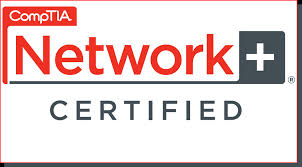 CompTIA.
Network+
®
CERTIFIED